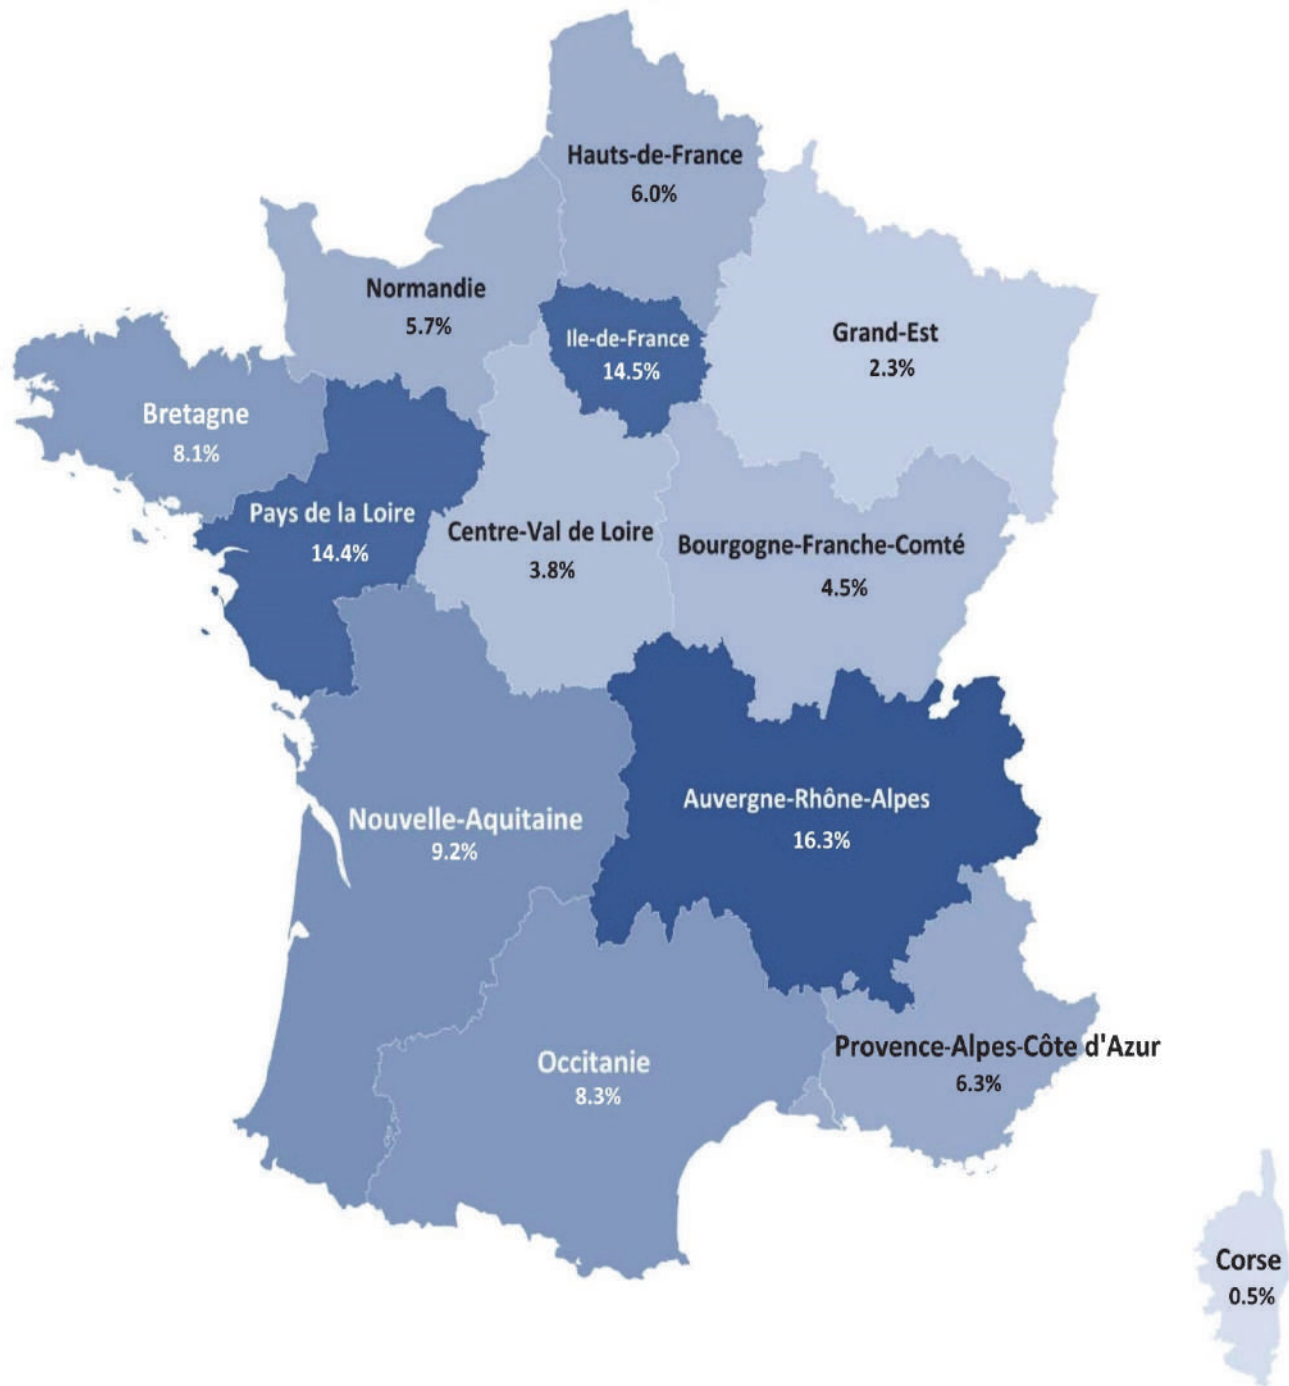 Hauts-de-France
6.0%
Normandie
5.7%
Ile-de-France
14.5%
Grand-Est
2.3%
Bretagne
8.1%
Pays de la Loire
14.4%
Centre-Val de Loire
3.8%
Bourgogne-Franche-Comté
4.5%
Nouvelle-Aquitaine
9.2%
Auvergne-Rhône-Alpes
16.3%
Occitanie
8.3%
Provence-Alpes-Côte d'Azur
6.3%
Corse
0.5%